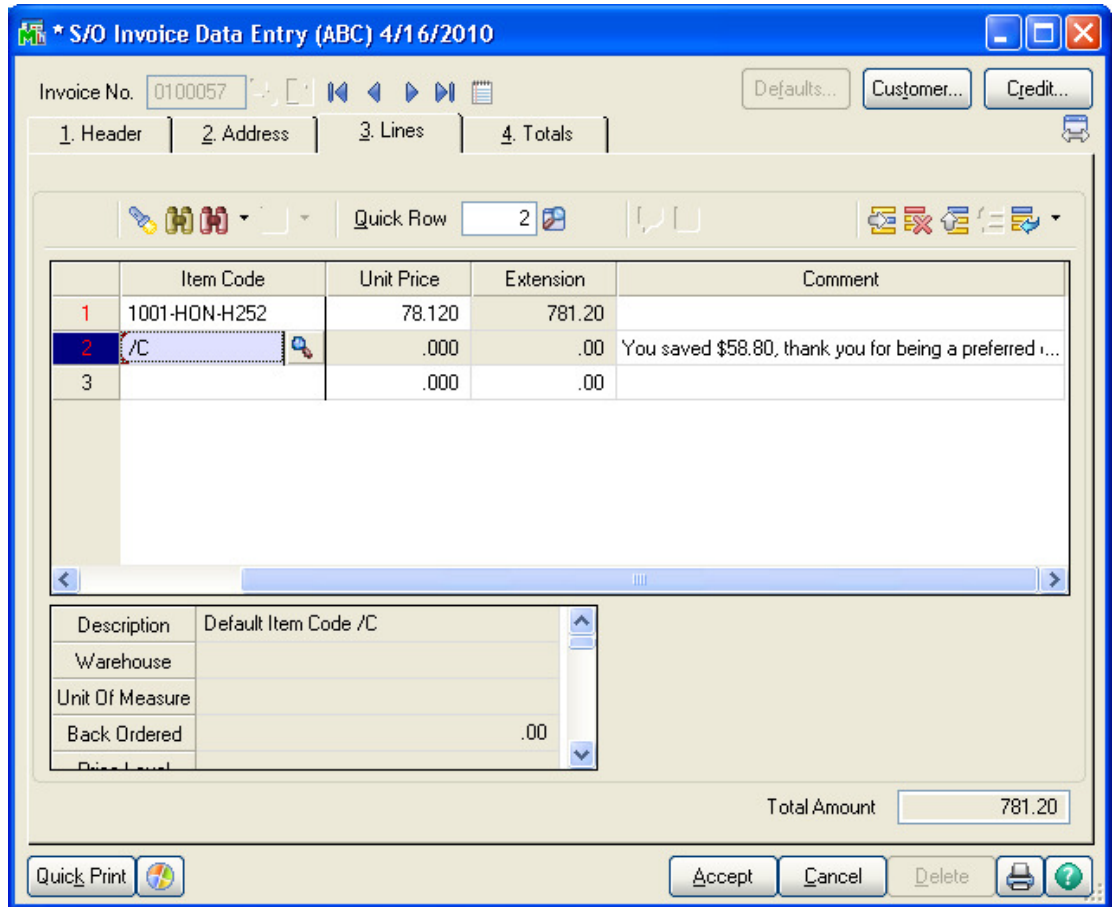 * S/O Invoice Data Entry (ABC) 4/16/2010
Invoice No. 0100057 Defaults... Customer... Credit...
1. Header 2. Address 3. Lines 4. Totals
Quick Row 2
Item Code Unit Price Extension Comment
1 1001-HON-H252 78.120 781.20
2 /C .000 .00 You saved $58.80, thank you for being a preferred ...
3 .000 .00
Description Default Item Code /C
Warehouse
Unit Of Measure
Back Ordered .00
Price Level
Total Amount 781.20
Quick Print Accept Cancel Delete